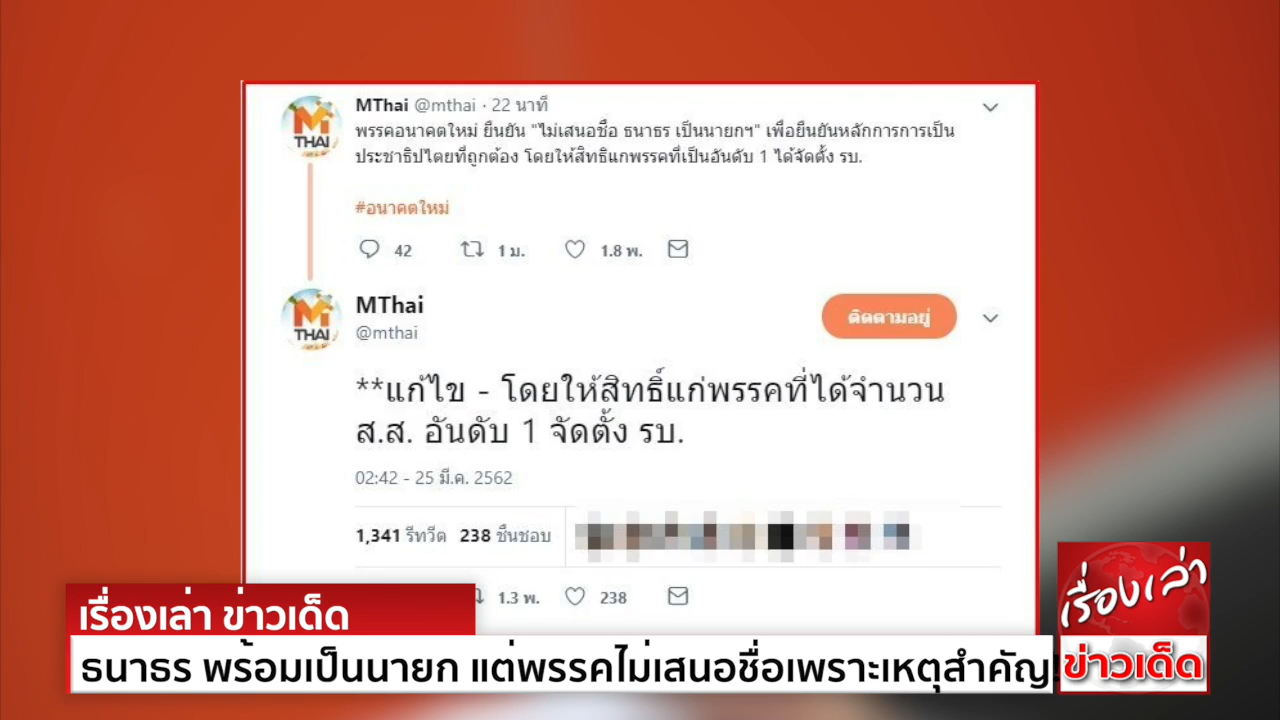 MThai @mthai · 22 นาที
พรรคอนาคตใหม่ ยืนยัน "ไม่เสนอชื่อ ธนาธร เป็นนายกฯ" เพื่อยืนยันหลักการการเป็น
ประชาธิปไตยที่ถูกต้อง โดยให้สิทธิแกพรรคที่เป็นอันดับ 1 ได้จัดตั้ง รบ.
#อนาคตใหม่
42 1 ม. 1.8 พ.
MThai
@mthai
ติดตามอยู่
**แก้ไข - โดยให้สิทธิ์แก่พรรคที่ได้จำนวน
ส.ส. อันดับ 1 จัดตั้ง รบ.
02:42 - 25 มี.ค. 2562
1,341 รีทวีต 238 ชื่นชอบ
1.3 พ. 238
เรื่องเล่า ข่าวเด็ด
ธนาธร พร้อมเป็นนายก แต่พรรคไม่เสนอชื่อเพราะเหตุสำคัญ!
เรื่องเล่า
ข่าวเด็ด
M THAI
M THAI